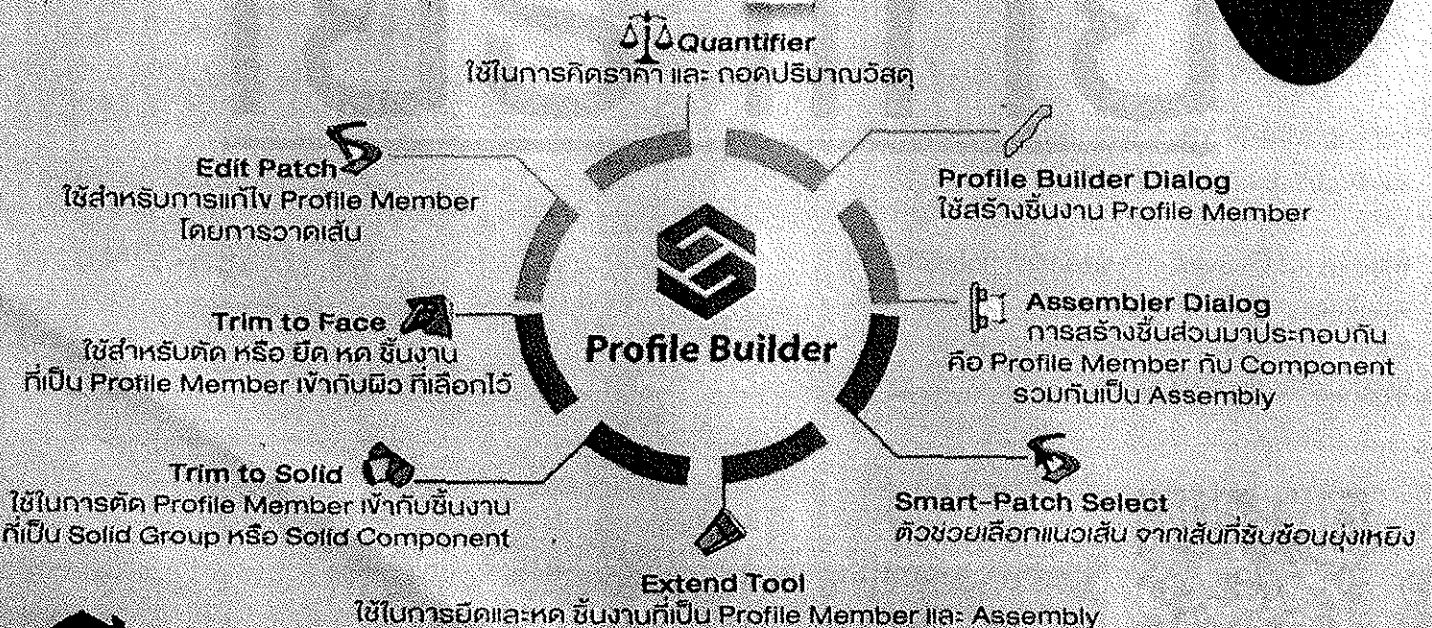 Quantifier
ใช้ในการคิดราคา และ ถอดปริมาณวัสดุ
Edit Patch
ใช้สำหรับการแก้ไข Profile Member
โดยการวาดเส้น
Profile Builder Dialog
ใช้สร้างชิ้นงาน Profile Member
Trim to Face
ใช้สำหรับตัด หรือ ยืด หด ชิ้นงาน
ที่เป็น Profile Member เข้ากับผิว ที่เลือกไว้
Profile Builder
Assembler Dialog
การสร้างชิ้นส่วนมาประกอบกัน
คือ Profile Member กับ Component
รวมกันเป็น Assembly
Trim to Solid
ใช้ในการตัด Profile Member เข้ากับชิ้นงาน
ที่เป็น Solid Group หรือ Solid Component
Smart-Patch Select
ตัวช่วยเลือกแนวเส้น จากเส้นที่ซับซ้อนยุ่งเหยิง
Extend Tool
ใช้ในการยืดและหด ชิ้นงานที่เป็น Profile Member และ Assembly